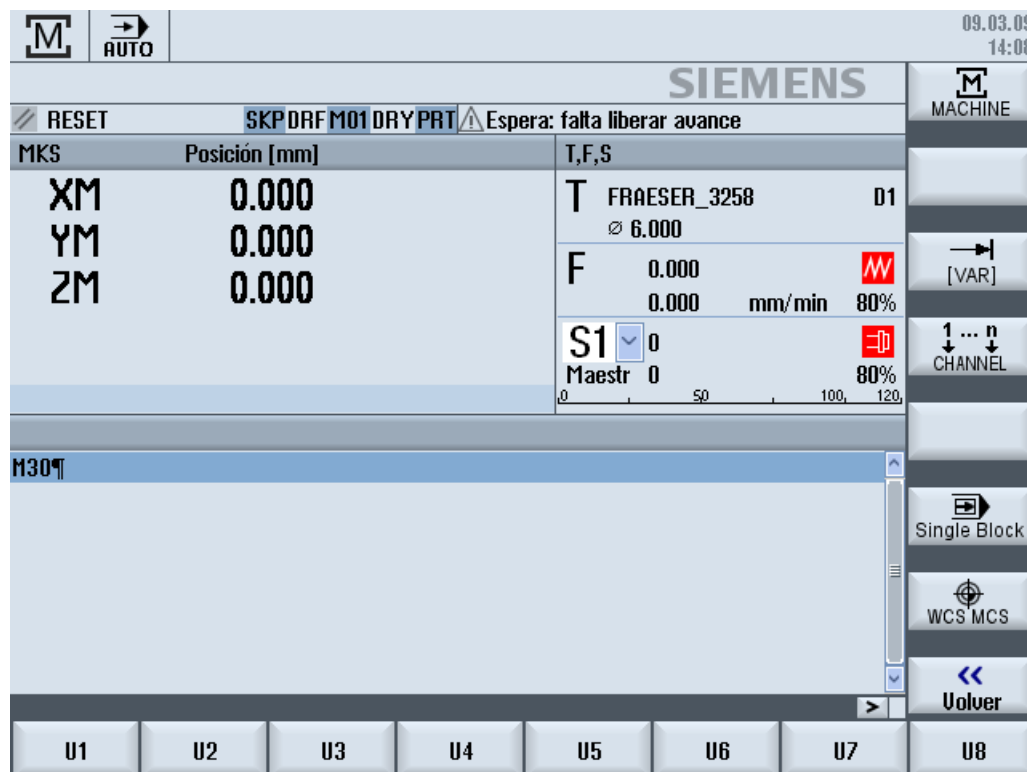 M
AUTO
09.03.09
14:08
SIEMENS
RESET SKP DRF M01 DRY PRT Espera: falta liberar avance
MKS Posición [mm]
XM 0.000
YM 0.000
ZM 0.000
T,F,S
T FRAESER_3258 D1
⌀ 6.000
F 0.000
0.000 mm/min 80%
S1 0
Maestr 0 80%
0 50 100 120
M30¶
M
MACHINE
[VAR]
1 ... n
CHANNEL
Single Block
WCS MCS
<<
Volver
>
U1 U2 U3 U4 U5 U6 U7 U8